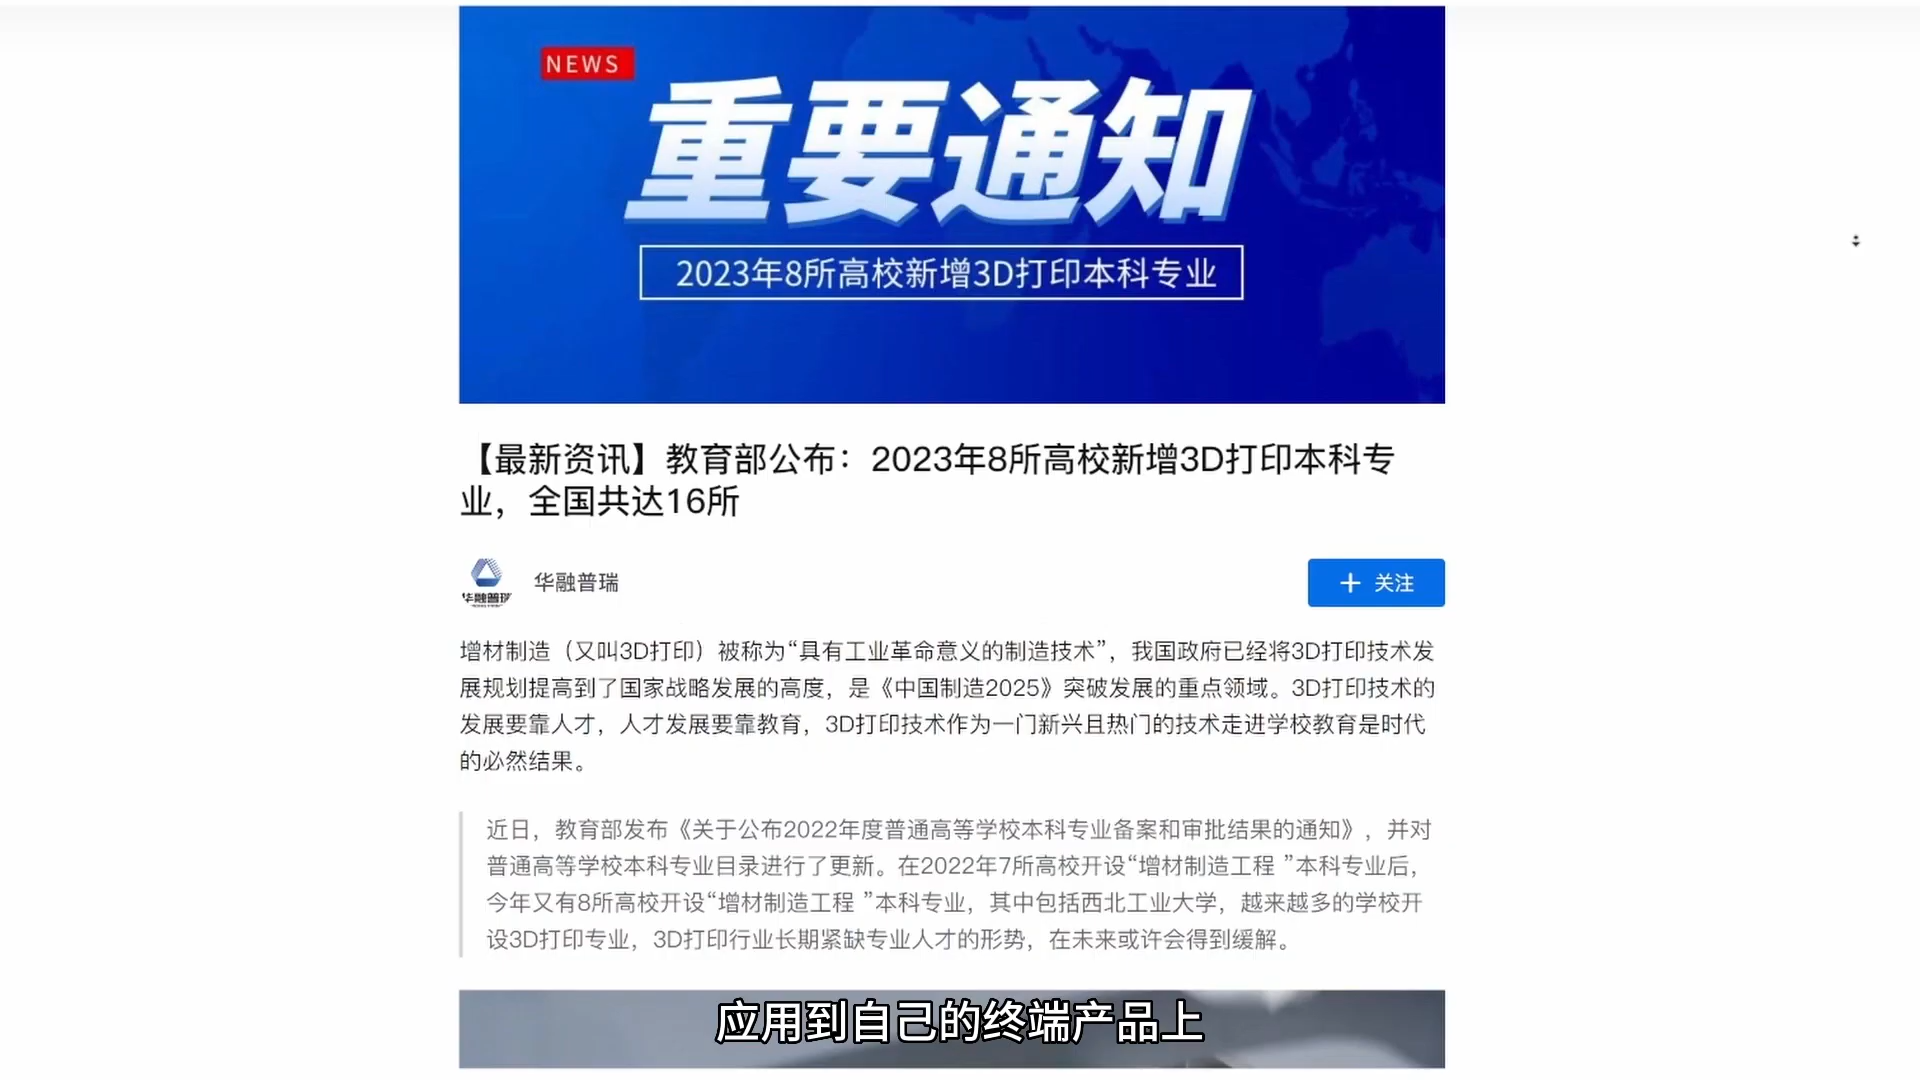 NEWS
重要通知
2023年8所高校新增3D打印本科专业
【最新资讯】教育部公布：2023年8所高校新增3D打印本科专
业，全国共达16所
华融普瑞
华融普瑞
＋ 关注
增材制造（又叫3D打印）被称为“具有工业革命意义的制造技术”，我国政府已经将3D打印技术发
展规划提高到了国家战略发展的高度，是《中国制造2025》突破发展的重点领域。3D打印技术的
发展要靠人才，人才发展要靠教育，3D打印技术作为一门新兴且热门的技术走进学校教育是时代
的必然结果。
近日，教育部发布《关于公布2022年度普通高等学校本科专业备案和审批结果的通知》，并对
普通高等学校本科专业目录进行了更新。在2022年7所高校开设“增材制造工程 ”本科专业后，
今年又有8所高校开设“增材制造工程 ”本科专业，其中包括西北工业大学，越来越多的学校开
设3D打印专业，3D打印行业长期紧缺专业人才的形势，在未来或许会得到缓解。
应用到自己的终端产品上